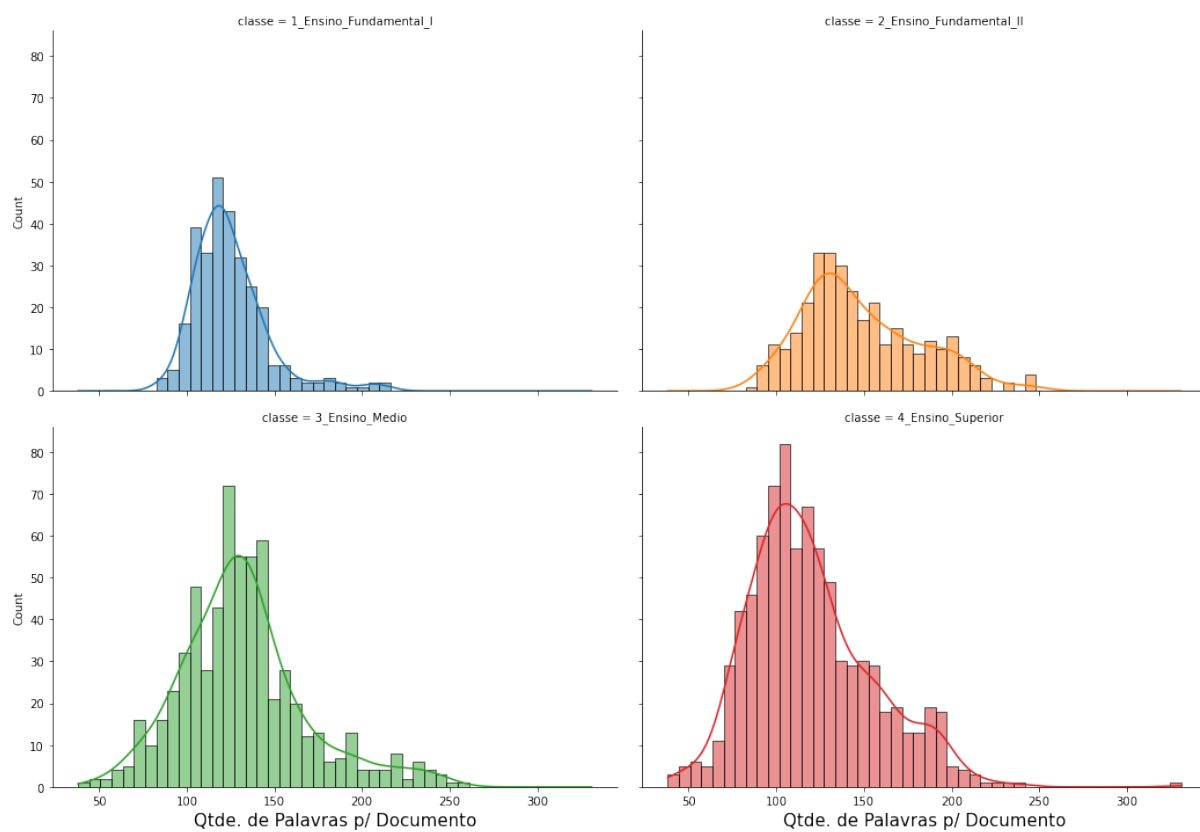 classe = 1_Ensino_Fundamental_I
classe = 2_Ensino_Fundamental_II
80
70
60
50
40
30
20
10
0
Count
classe = 3_Ensino_Medio
classe = 4_Ensino_Superior
80
70
60
50
40
30
20
10
0
Count
50 100 150 200 250 300
50 100 150 200 250 300
Qtde. de Palavras p/ Documento
Qtde. de Palavras p/ Documento